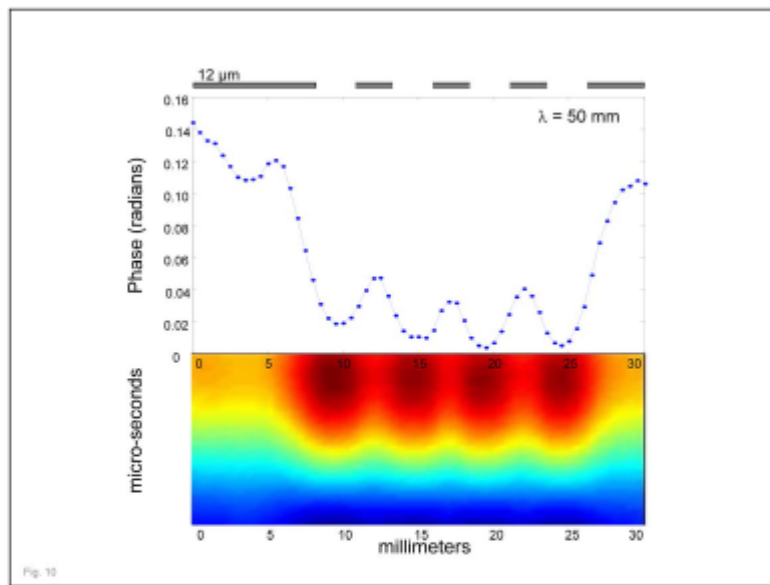 12 μm
0.16
λ = 50 mm
0.14
0.12
0.10
0.08
0.06
0.04
0.02
0
Phase (radians)
0 5 10 15 20 25 30
micro-seconds
0 5 10 15 20 25 30
millimeters
Fig. 10